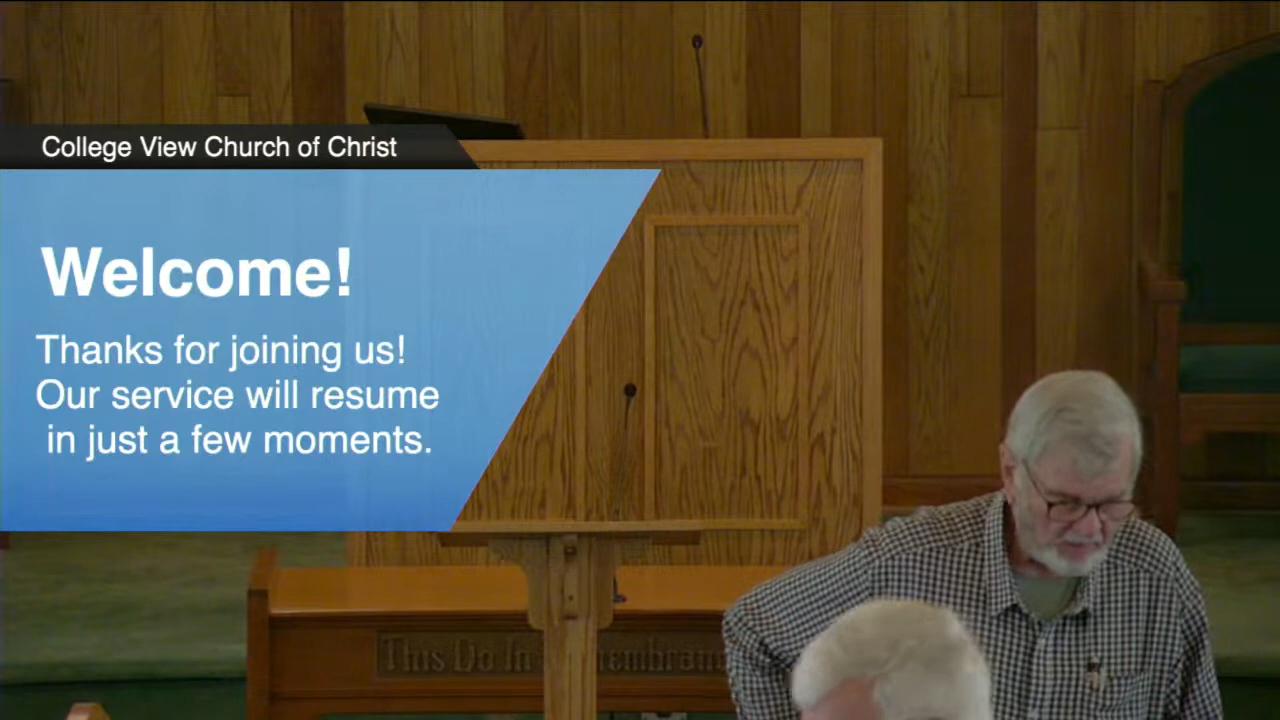 College View Church of Christ
Welcome!
Thanks for joining us!
Our service will resume
in just a few moments.
This Do In